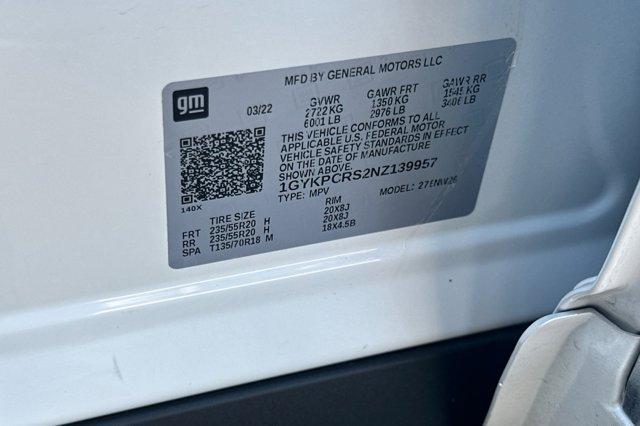 MFD BY GENERAL MOTORS LLC
gm
03/22
GVWR GAWR FRT GAWR RR
2722 KG 1350 KG 1545 KG
6001 LB 2976 LB 3406 LB
THIS VEHICLE CONFORMS TO ALL
APPLICABLE U.S. FEDERAL MOTOR
VEHICLE SAFETY STANDARDS IN EFFECT
ON THE DATE OF MANUFACTURE
1GYKPCRS2NZ139957
TYPE: MPV MODEL:
140X
TIRE SIZE RIM
FRT 235/55R20 H 20X8J
RR 235/55R20 H 20X8J
SPA T135/70R18 M 18X4.5B